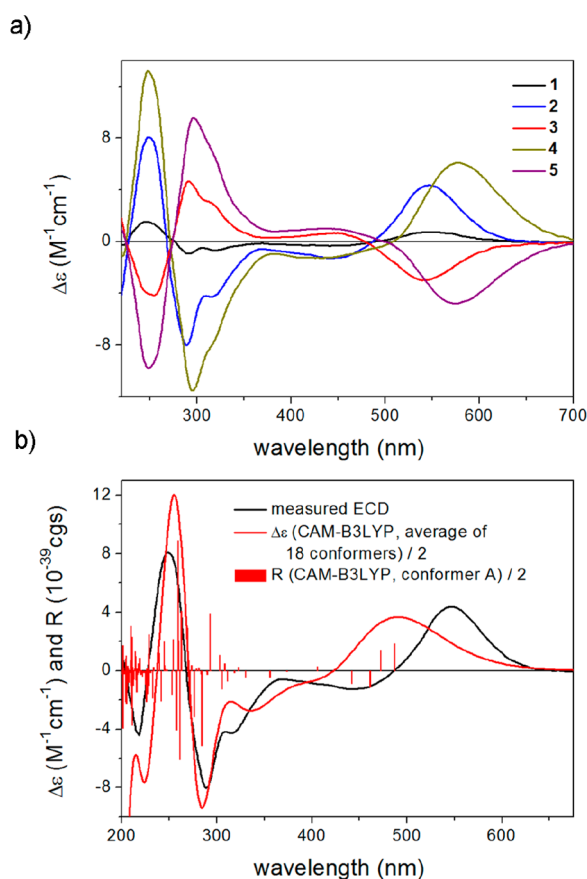 a)
1
2
3
4
5
8
0
-8
Δε (M⁻¹cm⁻¹)
300 400 500 600 700
wavelength (nm)
b)
measured ECD
Δε (CAM-B3LYP, average of
18 conformers) / 2
R (CAM-B3LYP, conformer A) / 2
12
8
4
0
-4
-8
Δε (M⁻¹cm⁻¹) and R (10⁻³⁹cgs)
200 300 400 500 600
wavelength (nm)